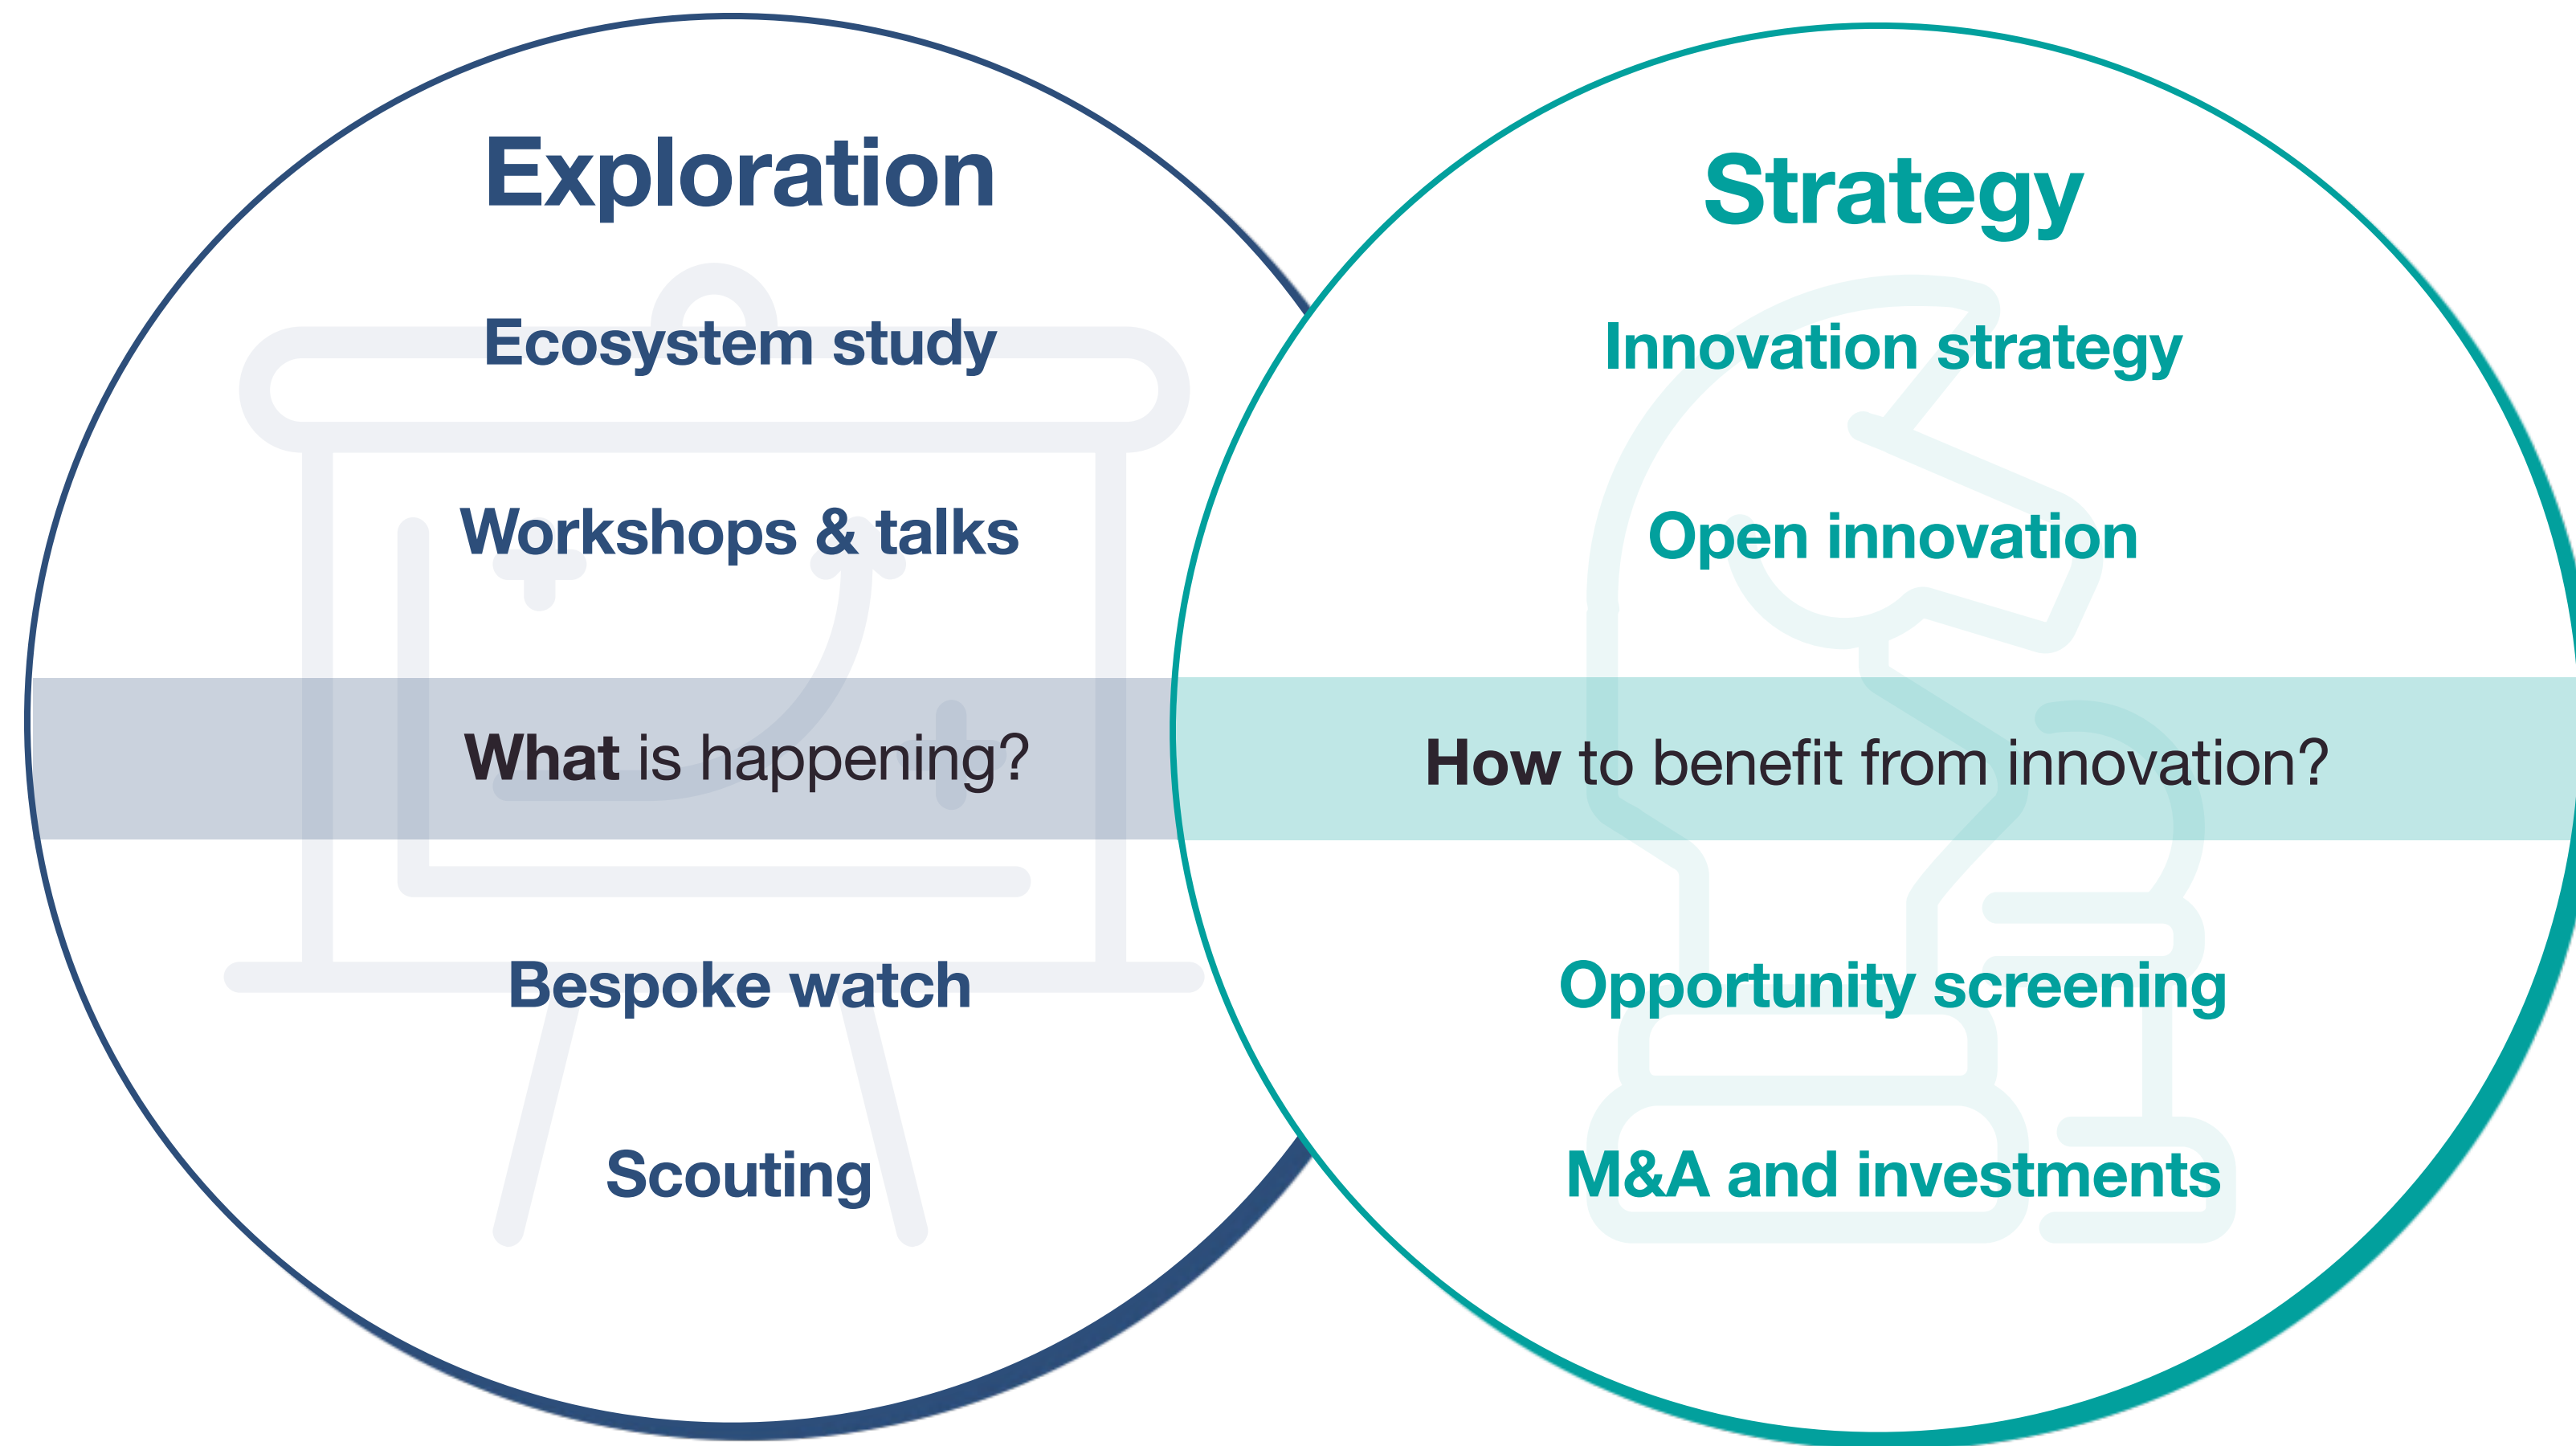 Exploration
Ecosystem study
Workshops & talks
What is happening?
Bespoke watch
Scouting
Strategy
Innovation strategy
Open innovation
How to benefit from innovation?
Opportunity screening
M&A and investments